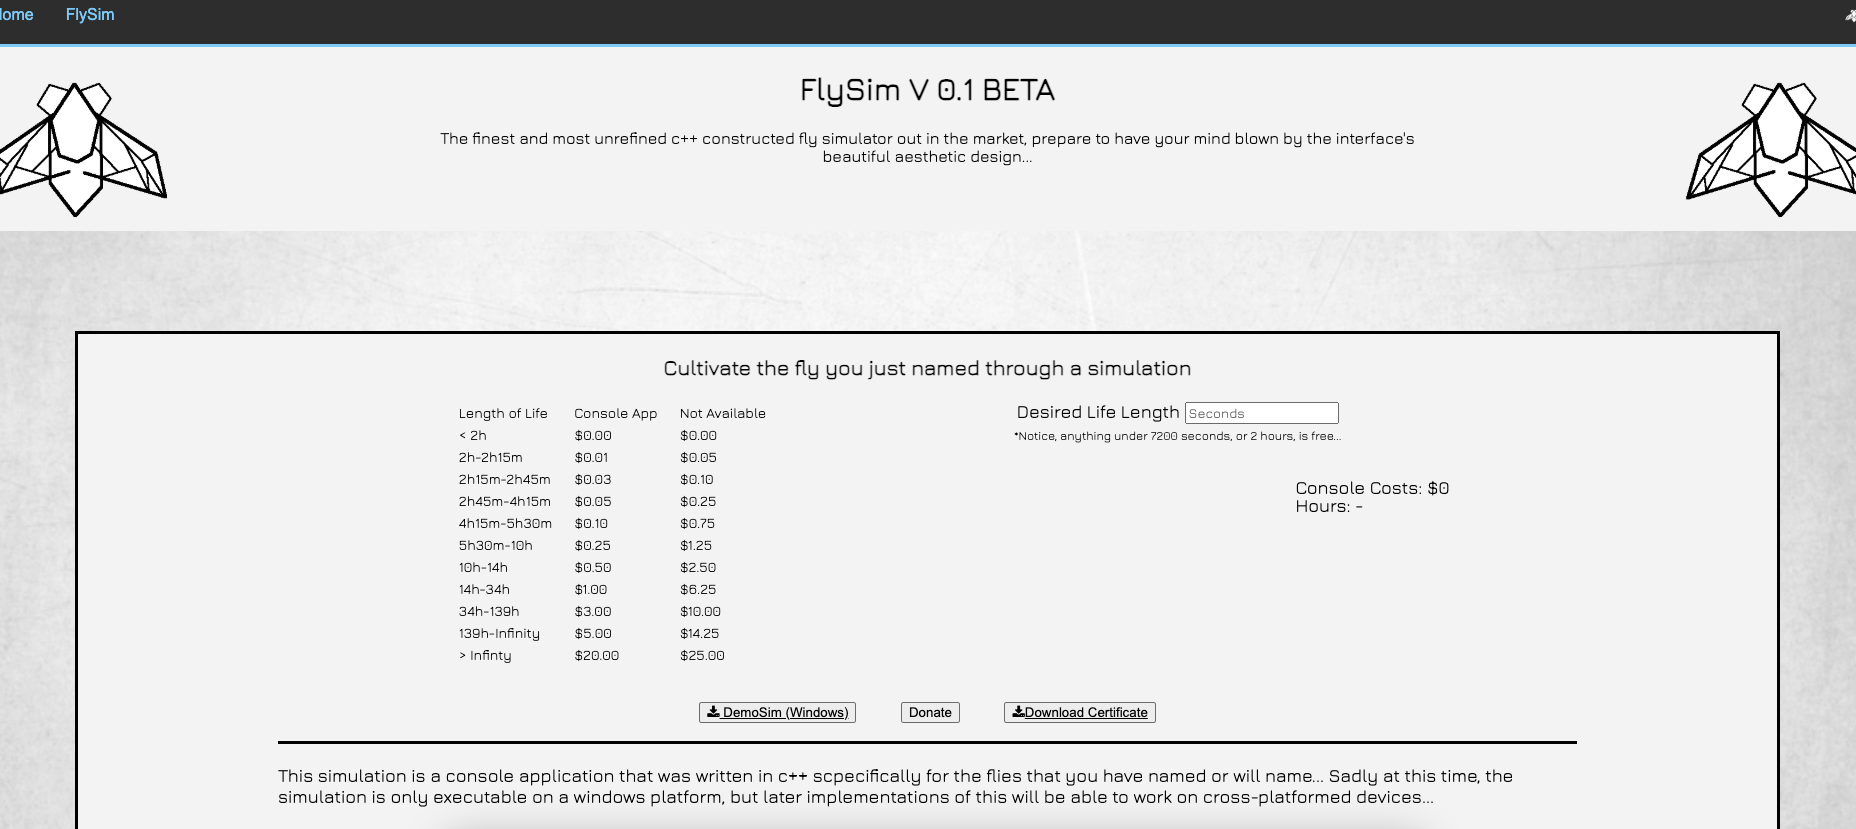 Home FlySim
FlySim V 0.1 BETA
The finest and most unrefined c++ constructed fly simulator out in the market, prepare to have your mind blown by the interface's
beautiful aesthetic design...
Cultivate the fly you just named through a simulation
Length of Life Console App Not Available
< 2h $0.00 $0.00
2h-2h15m $0.01 $0.05
2h15m-2h45m $0.03 $0.10
2h45m-4h15m $0.05 $0.25
4h15m-5h30m $0.10 $0.75
5h30m-10h $0.25 $1.25
10h-14h $0.50 $2.50
14h-34h $1.00 $6.25
34h-139h $3.00 $10.00
139h-Infinity $5.00 $14.25
> Infinty $20.00 $25.00
Desired Life Length Seconds
*Notice, anything under 7200 seconds, or 2 hours, is free...
Console Costs: $0
Hours: -
DemoSim (Windows) Donate Download Certificate
This simulation is a console application that was written in c++ scpecifically for the flies that you have named or will name... Sadly at this time, the
simulation is only executable on a windows platform, but later implementations of this will be able to work on cross-platformed devices...